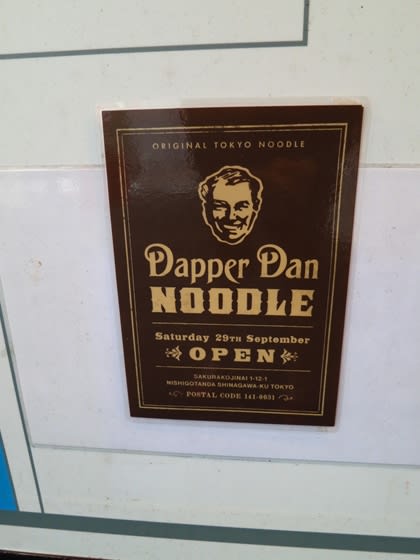 ORIGINAL TOKYO NOODLE
Dapper Dan
NOODLE
Saturday 29TH September
OPEN
SAKURAKOJINAI 1-12-1
NISHIGOTANDA SHINAGAWA-KU TOKYO
POSTAL CODE 141-0031